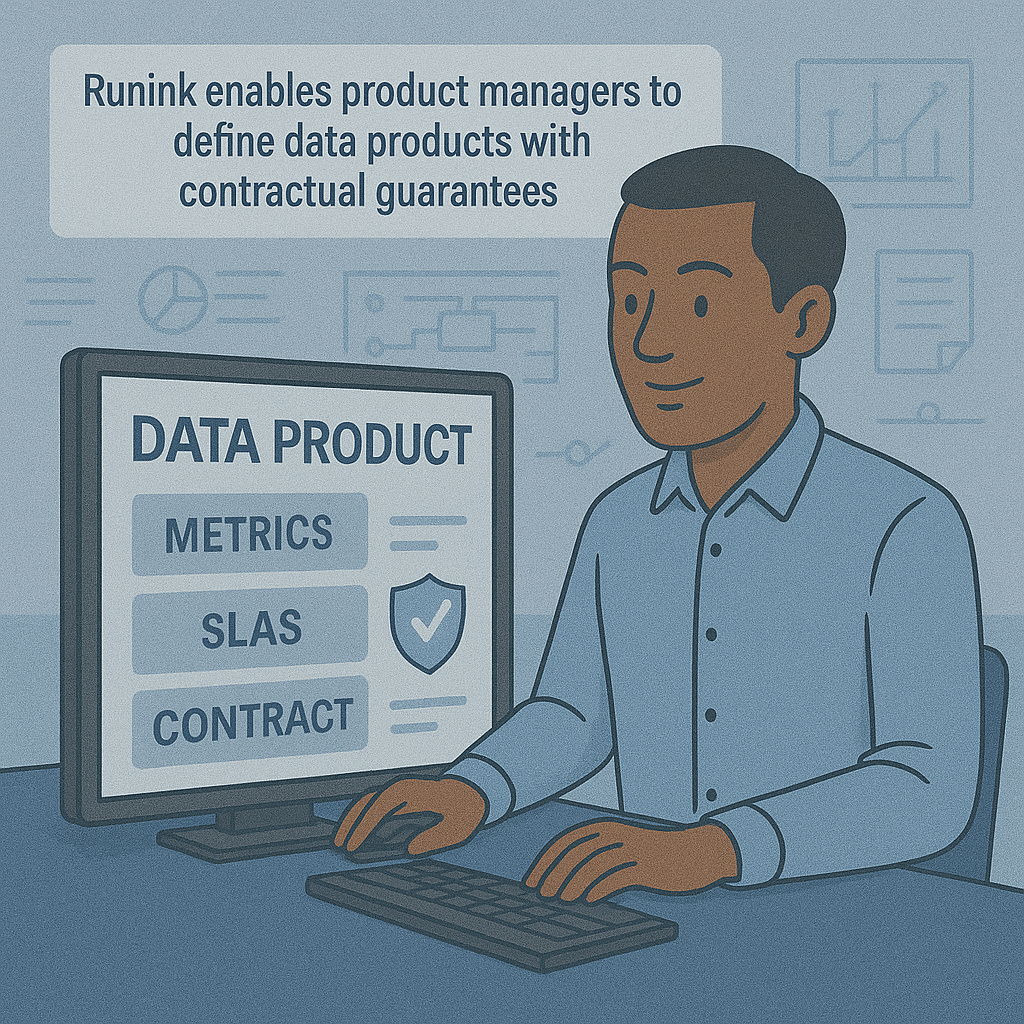 Runink enables product managers to
define data products with
contractual guarantees
DATA PRODUCT
METRICS
SLAS
CONTRACT